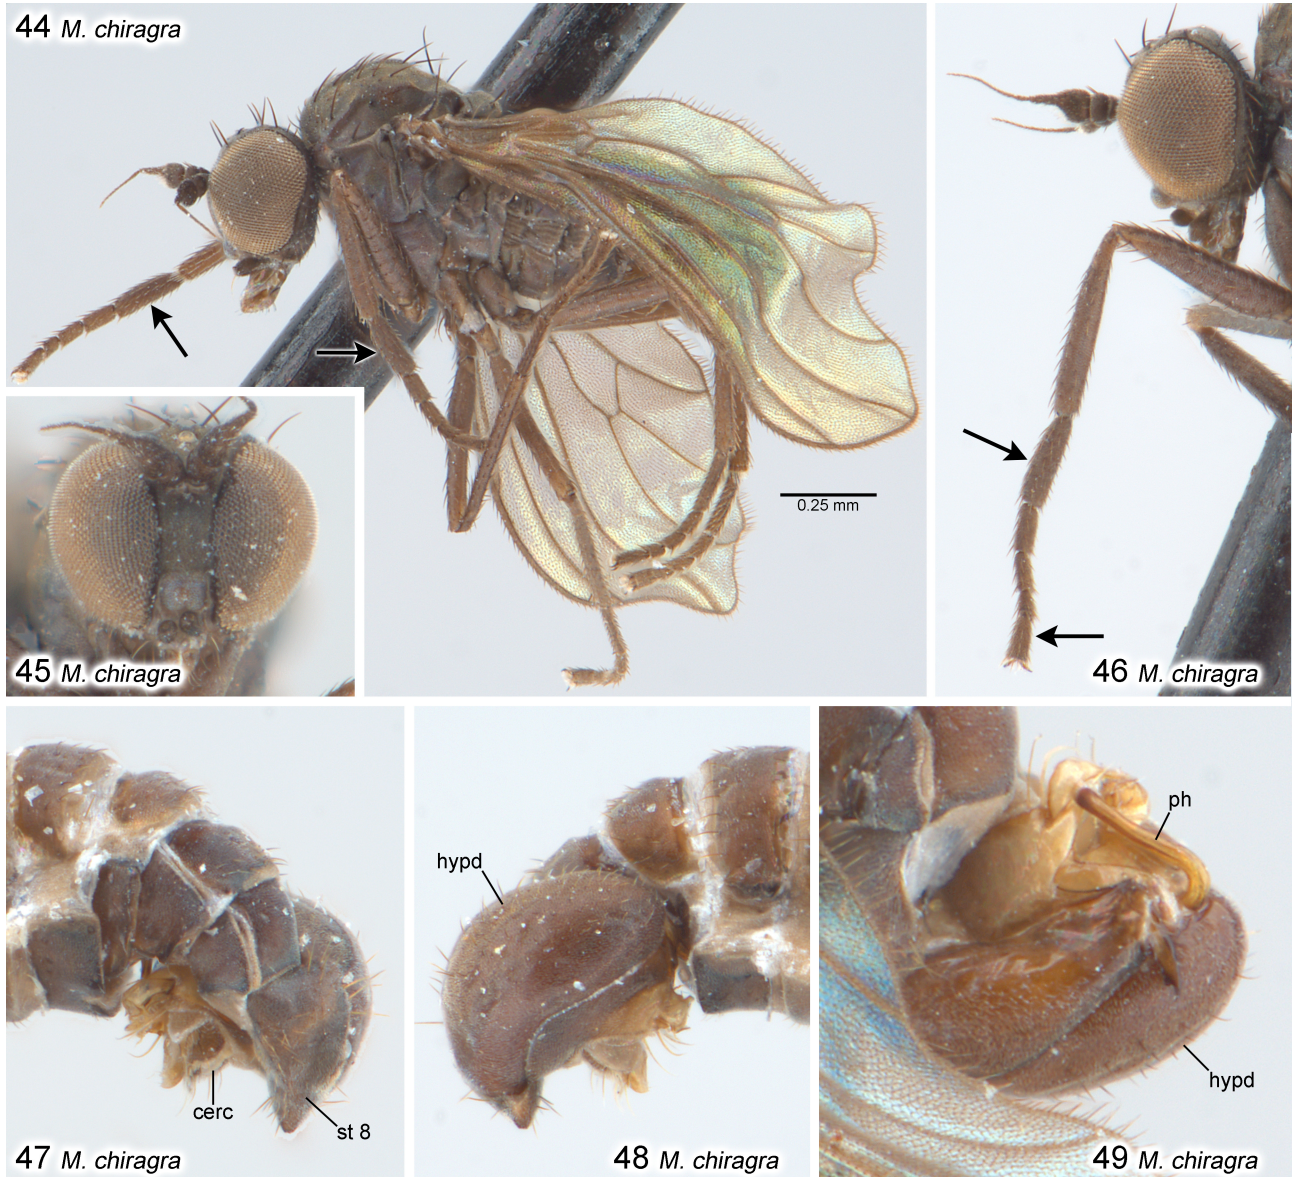 44 M. chiragra
0.25 mm
45 M. chiragra
46 M. chiragra
cerc
st 8
47 M. chiragra
hypd
48 M. chiragra
ph
hypd
49 M. chiragra